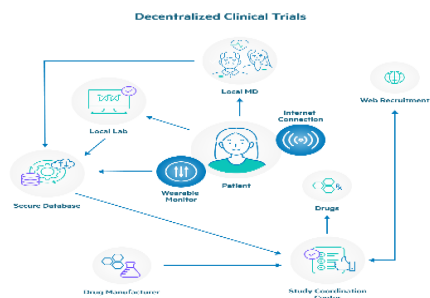 Decentralized Clinical Trials
Local MD
Web Recruitment
Internet
Connection
Local Lab
Patient
Wearable
Monitor
Secure Database
Drugs
Drug Manufacturer
Study Coordination
Center